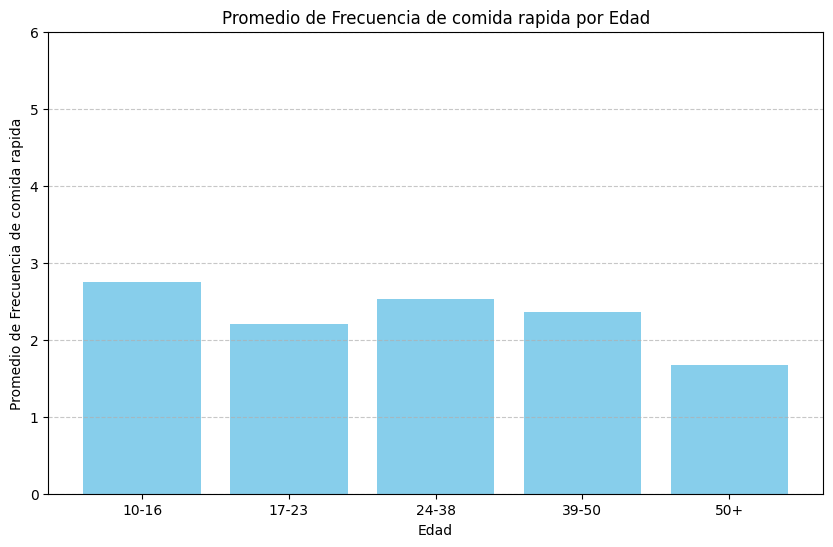 Promedio de Frecuencia de comida rapida por Edad
Promedio de Frecuencia de comida rapida
6
5
4
3
2
1
0
10-16 17-23 24-38 39-50 50+
Edad